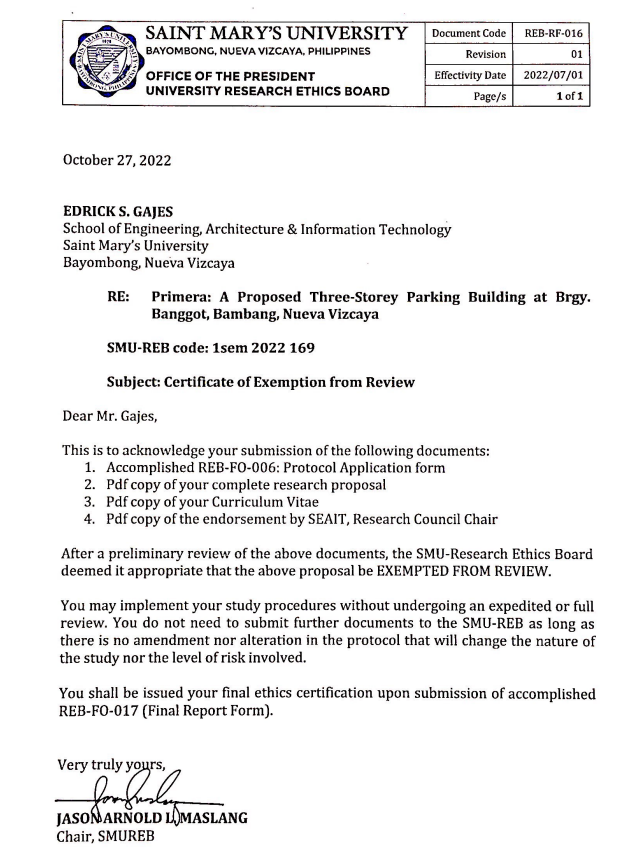 SAINT MARY'S UNIVERSITY
BAYOMBONG, NUEVA VIZCAYA, PHILIPPINES
OFFICE OF THE PRESIDENT
UNIVERSITY RESEARCH ETHICS BOARD
Document Code REB-RF-016
Revision 01
Effectivity Date 2022/07/01
Page/s 1 of 1
October 27, 2022
EDRICK S. GAJES
School of Engineering, Architecture & Information Technology
Saint Mary's University
Bayombong, Nueva Vizcaya
RE: Primera: A Proposed Three-Storey Parking Building at Brgy.
Banggot, Bambang, Nueva Vizcaya
SMU-REB code: 1sem 2022 169
Subject: Certificate of Exemption from Review
Dear Mr. Gajes,
This is to acknowledge your submission of the following documents:
1. Accomplished REB-FO-006: Protocol Application form
2. Pdf copy of your complete research proposal
3. Pdf copy of your Curriculum Vitae
4. Pdf copy of the endorsement by SEAIT, Research Council Chair
After a preliminary review of the above documents, the SMU-Research Ethics Board
deemed it appropriate that the above proposal be EXEMPTED FROM REVIEW.
You may implement your study procedures without undergoing an expedited or full
review. You do not need to submit further documents to the SMU-REB as long as
there is no amendment nor alteration in the protocol that will change the nature of
the study nor the level of risk involved.
You shall be issued your final ethics certification upon submission of accomplished
REB-FO-017 (Final Report Form).
Very truly yours,
JASON ARNOLD L. MASLANG
Chair, SMUREB